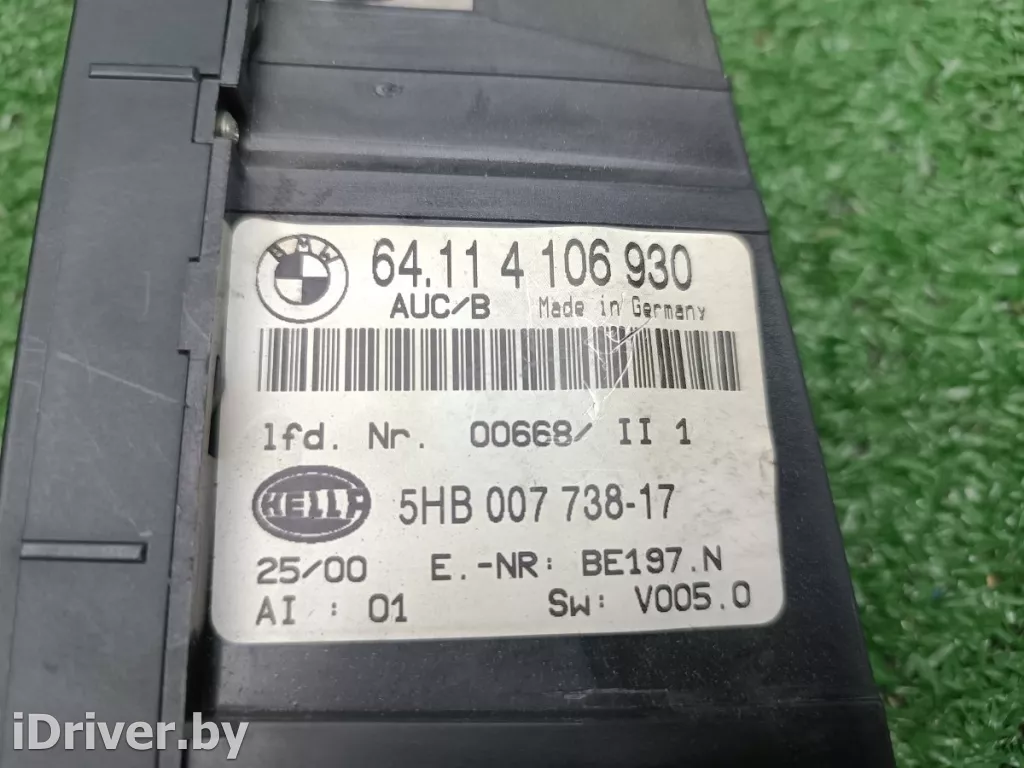 BMW
64.11 4 106 930
AUC/B Made in Germany
lfd. Nr. 00668/ II 1
HELLA
5HB 007 738-17
25/00 E.-NR: BE197.N
AI : 01 Sw: V005.0
iDriver.by